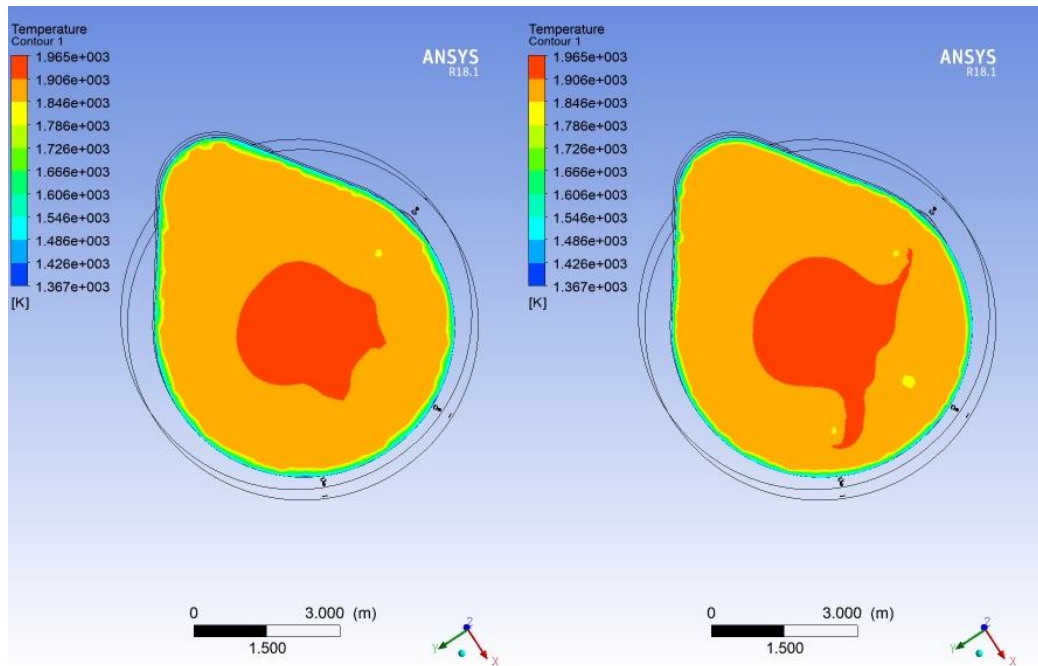 Temperature
Contour 1
1.965e+003
1.906e+003
1.846e+003
1.786e+003
1.726e+003
1.666e+003
1.606e+003
1.546e+003
1.486e+003
1.426e+003
1.367e+003
[K]
ANSYS
R18.1
0 3.000 (m)
1.500
Z
Y
X
Temperature
Contour 1
1.965e+003
1.906e+003
1.846e+003
1.786e+003
1.726e+003
1.666e+003
1.606e+003
1.546e+003
1.486e+003
1.426e+003
1.367e+003
[K]
ANSYS
R18.1
0 3.000 (m)
1.500
Z
Y
X